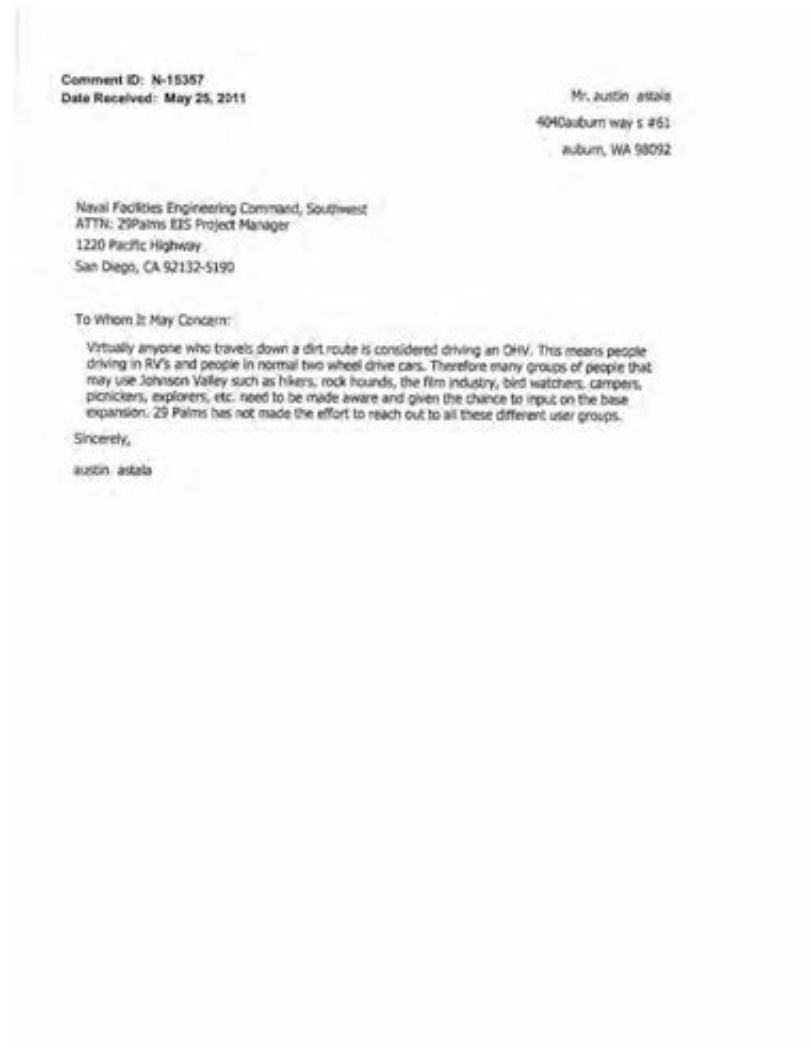 Comment ID: N-15357
Date Received: May 25, 2011
Mr. austin astala
4040auburn way s #61
auburn, WA 98092
Naval Facilities Engineering Command, Southwest
ATTN: 29Palms EIS Project Manager
1220 Pacific Highway
San Diego, CA 92132-5190
To Whom It May Concern:
Virtually anyone who travels down a dirt route is considered driving an OHV. This means people
driving in RV's and people in normal two wheel drive cars. Therefore many groups of people that
may use Johnson Valley such as hikers, rock hounds, the film industry, bird watchers, campers,
picnickers, explorers, etc. need to be made aware and given the chance to input on the base
expansion. 29 Palms has not made the effort to reach out to all these different user groups.
Sincerely,
austin astala